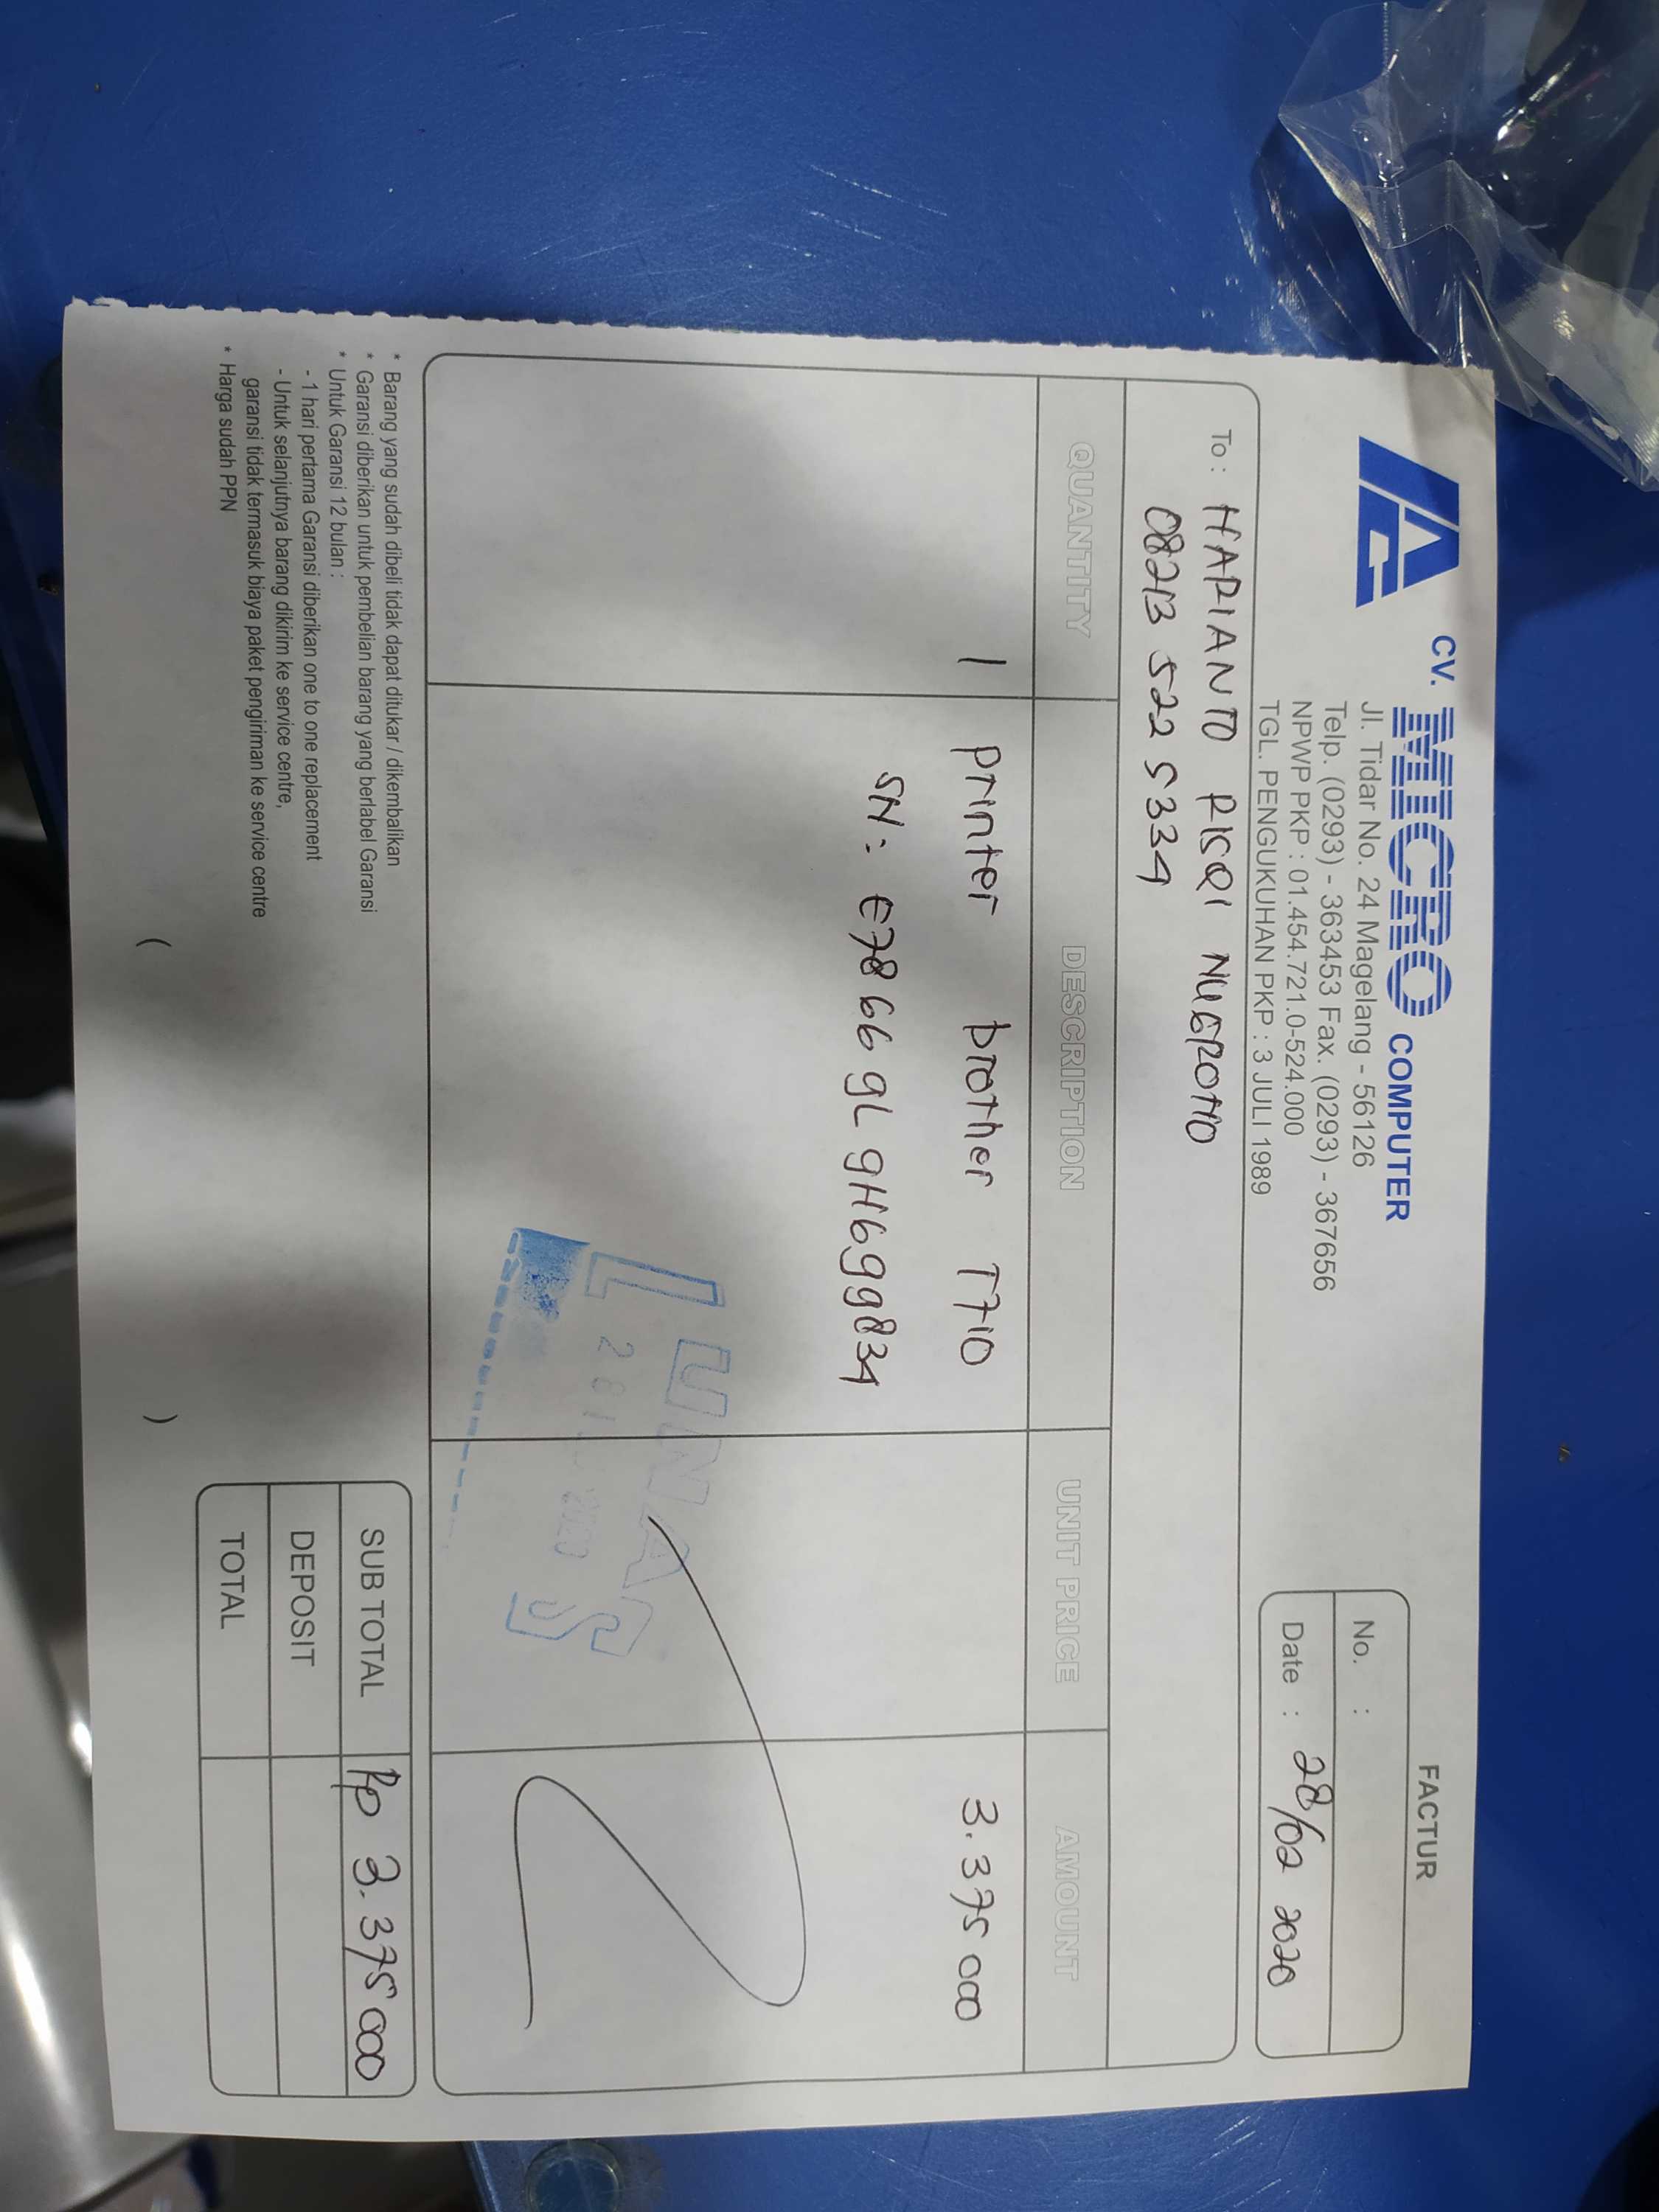 CV. MICRO COMPUTER
Jl. Tidar No. 24 Magelang - 56126
Telp. (0293) - 363453 Fax. (0293) - 367656
NPWP PKP : 01.454.721.0-524.000
TGL. PENGUKUHAN PKP : 3 JULI 1989
FACTUR
No. :
Date : 28/02 2020
To : HARIANTO RISQI NUGROHO
08213 522 5334
QUANTITY DESCRIPTION UNIT PRICE AMOUNT
1 printer brother T710 3.375 000
SN : E7866 9L 9H699834
LUNAS
* Barang yang sudah dibeli tidak dapat ditukar / dikembalikan
* Garansi diberikan untuk pembelian barang yang berlabel Garansi
* Untuk Garansi 12 bulan :
- 1 hari pertama Garansi diberikan one to one replacement
- Untuk selanjutnya barang dikirim ke service centre,
garansi tidak termasuk biaya paket pengiriman ke service centre
* Harga sudah PPN
( )
SUB TOTAL Rp 3.375 000
DEPOSIT
TOTAL